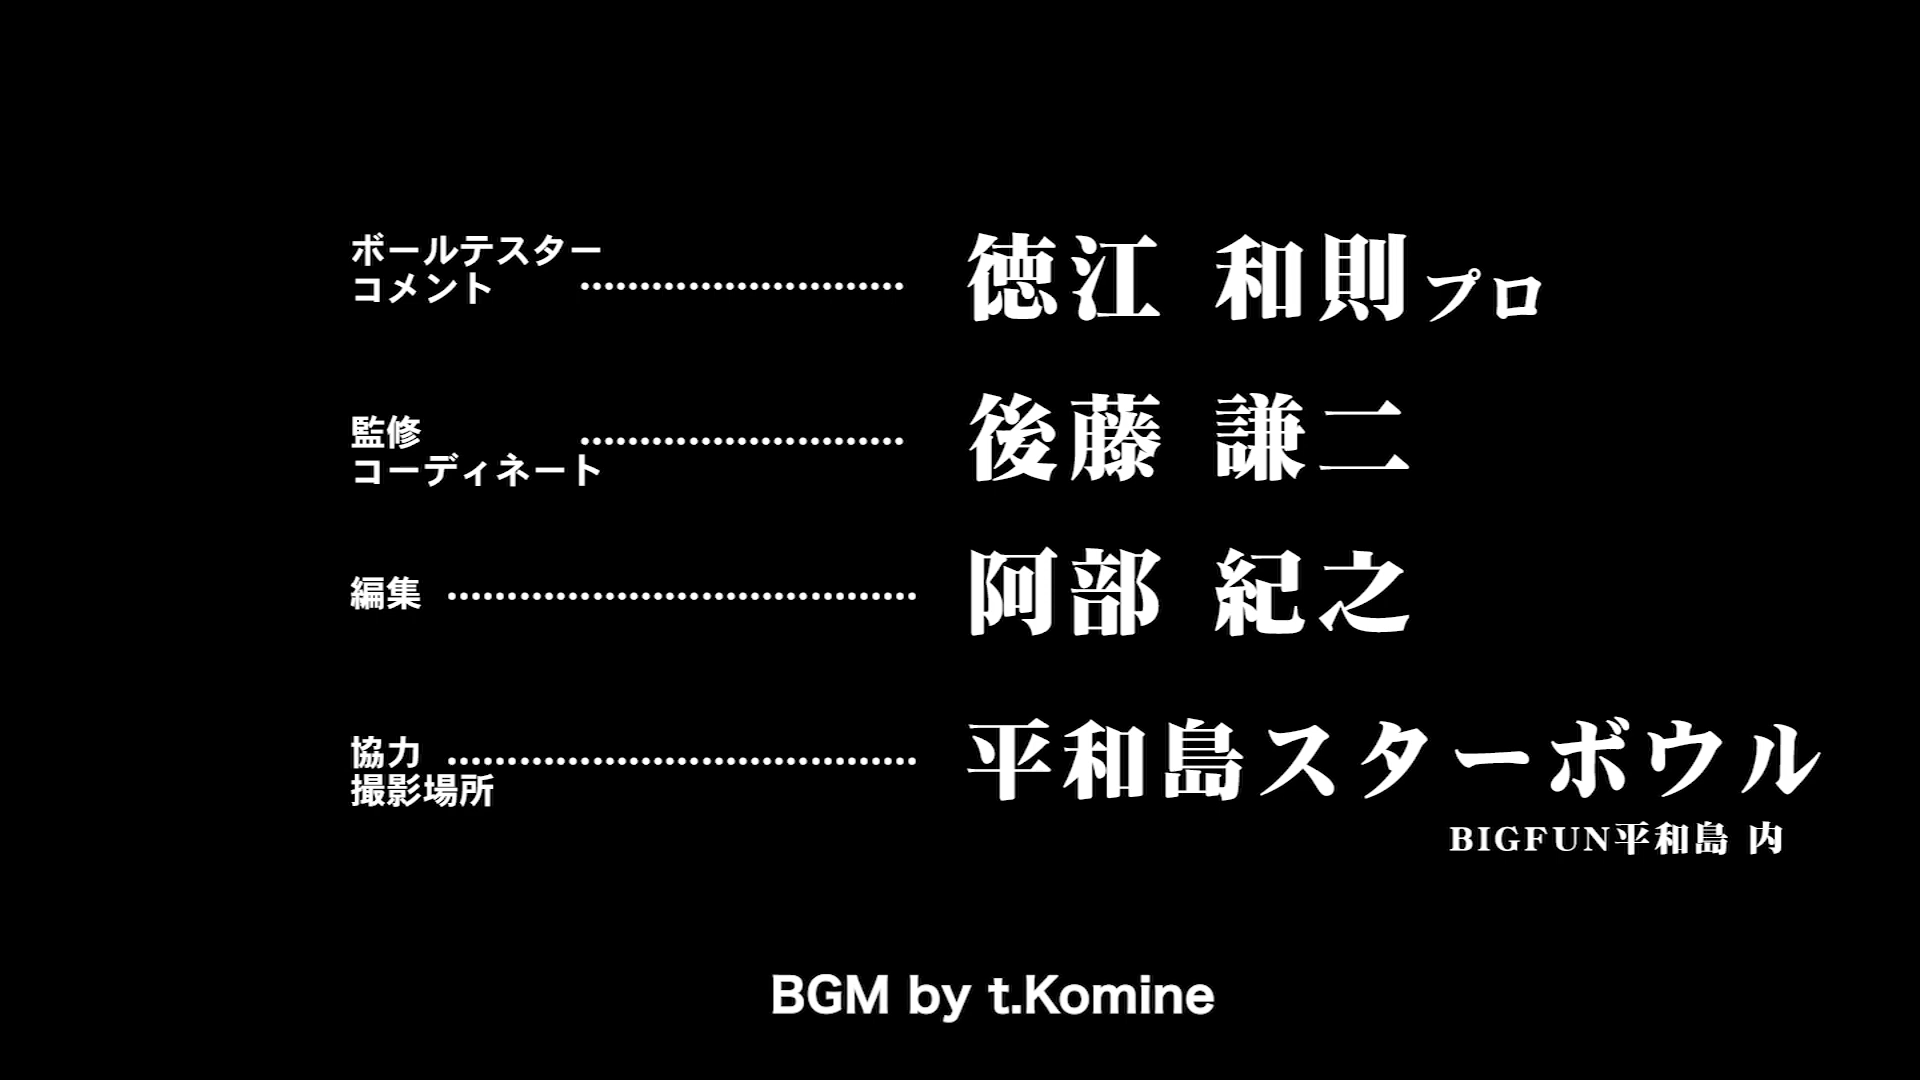 ボールテスター
コメント ........................... 徳江 和則プロ
監修 ........................... 後藤 謙二
コーディネート
編集 ....................................... 阿部 紀之
協力 ....................................... 平和島スターボウル
撮影場所
BIGFUN平和島 内
BGM by t.Komine